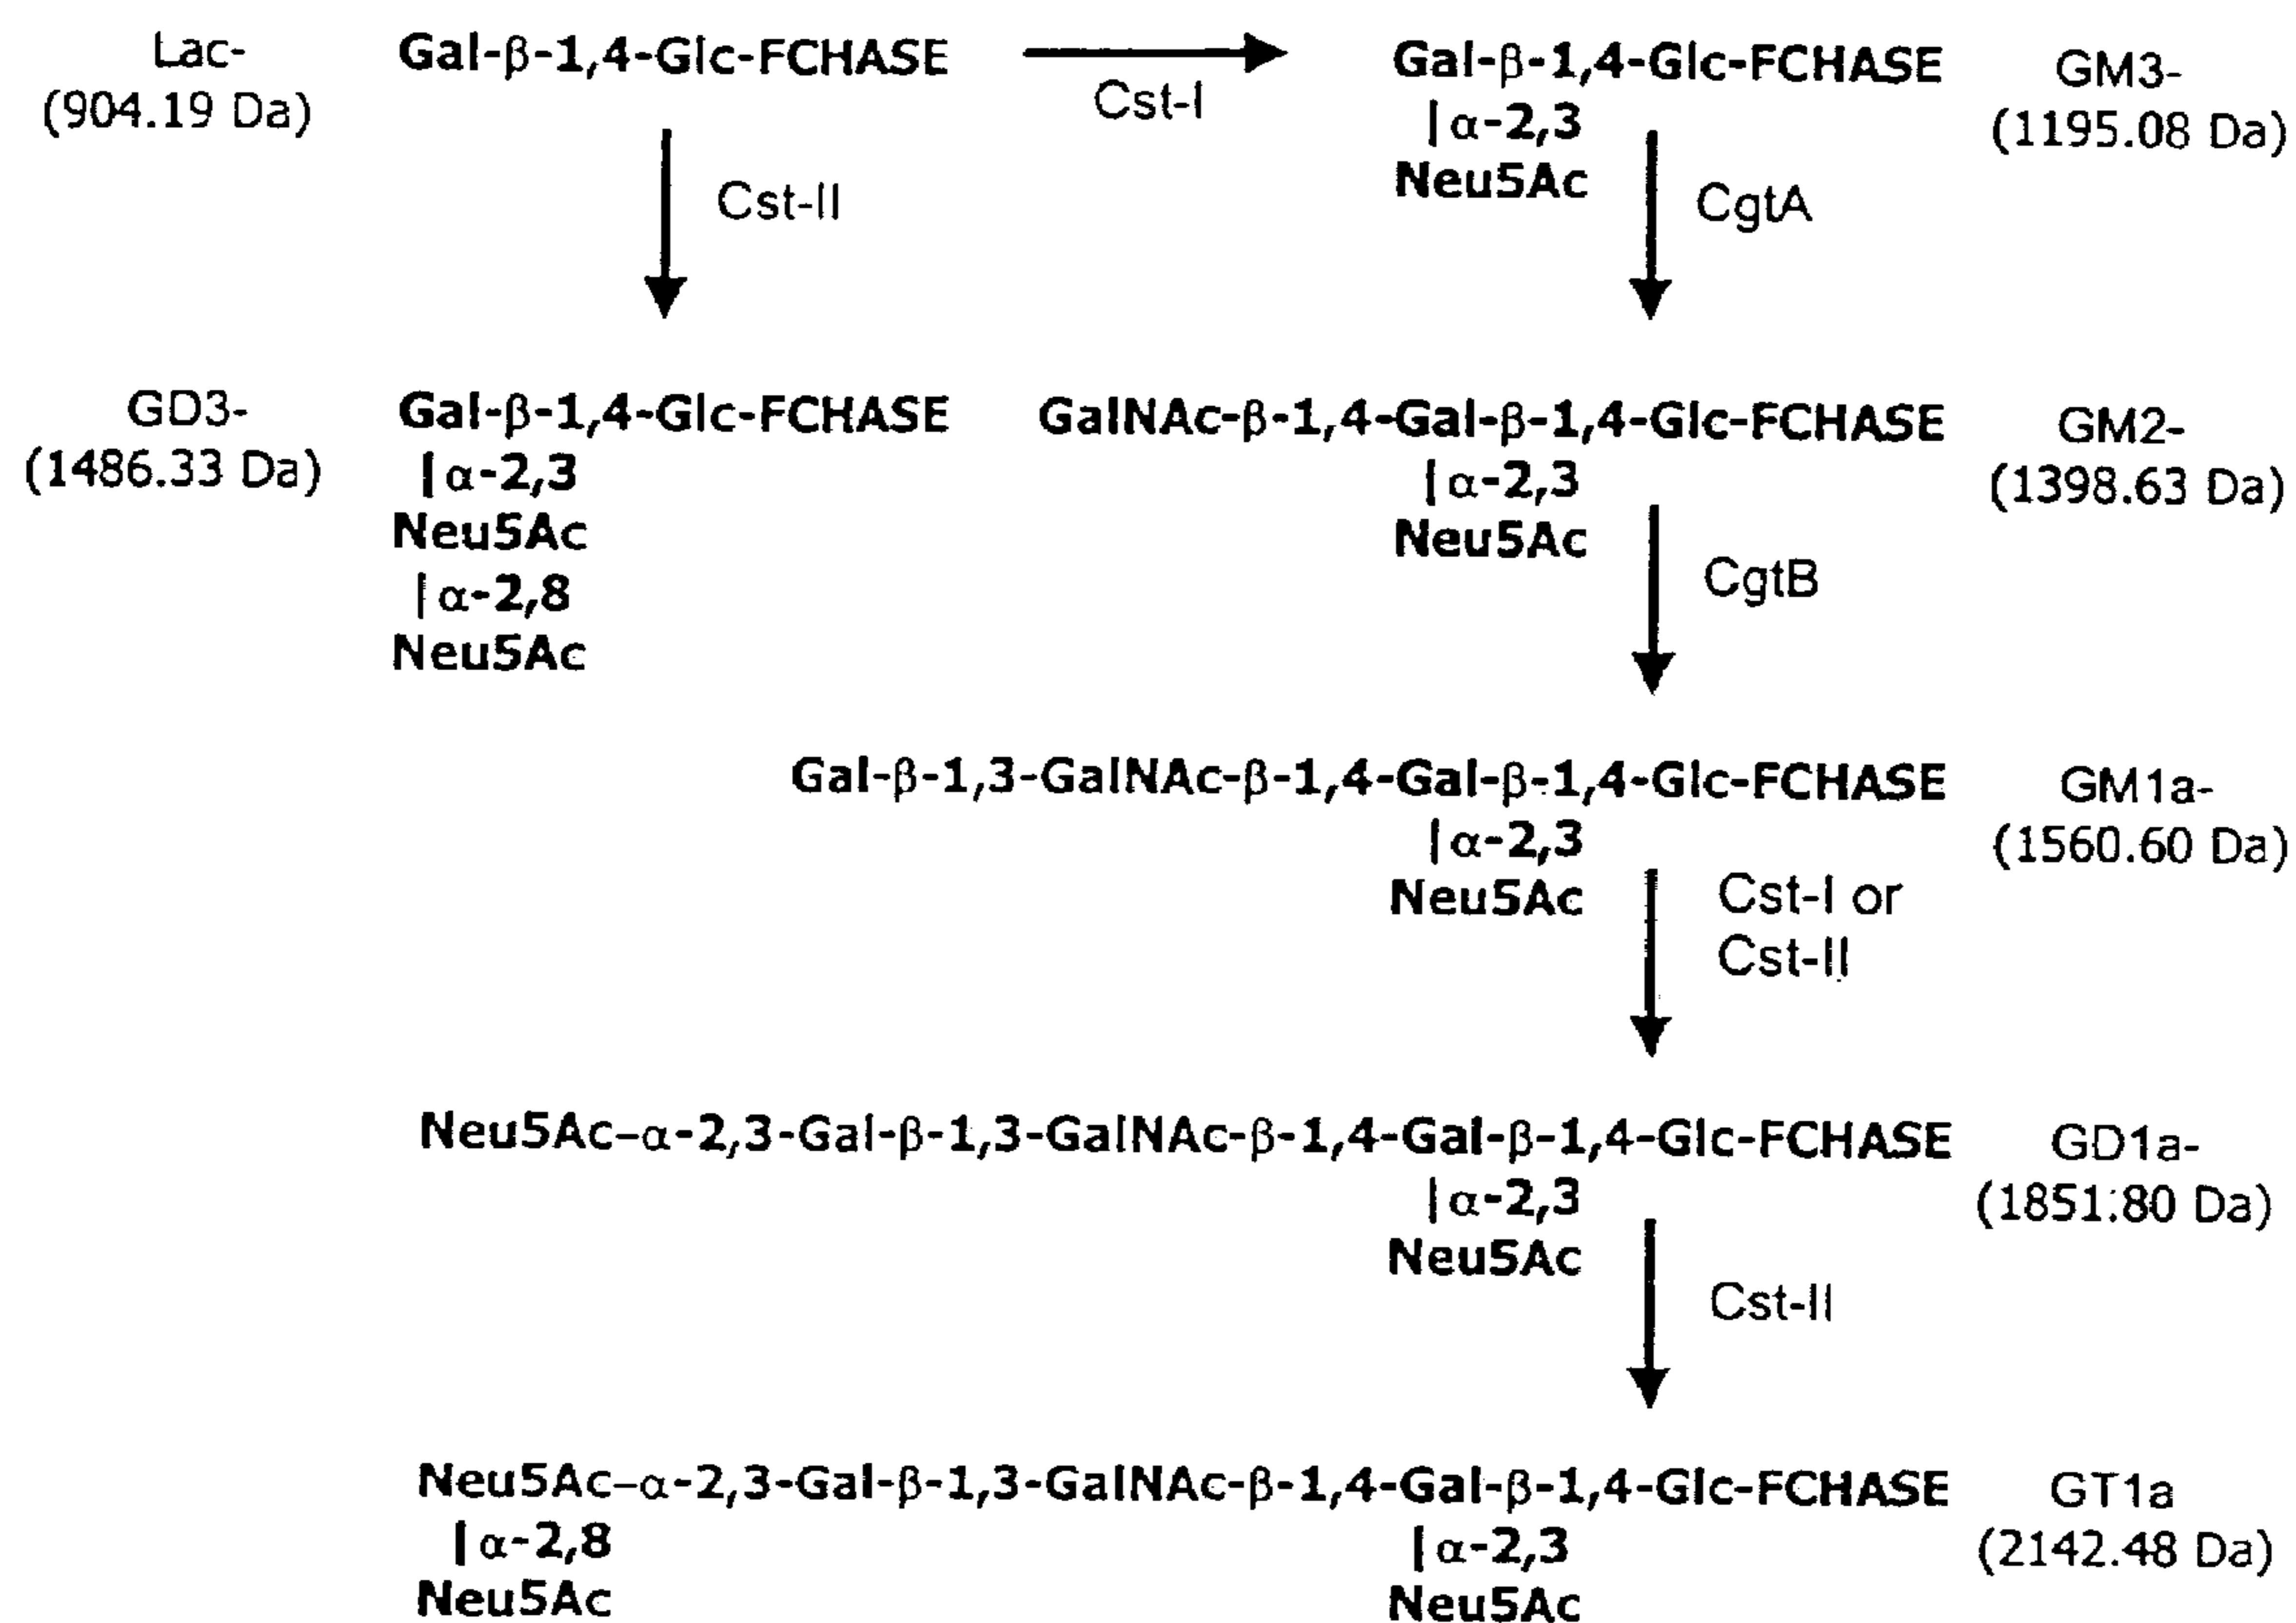 Lac-
(904.19 Da)
Gal-β-1,4-Glc-FCHASE
Cst-I
Gal-β-1,4-Glc-FCHASE
|α-2,3
Neu5Ac
GM3-
(1195.08 Da)
Cst-II
CgtA
GD3-
(1486.33 Da)
Gal-β-1,4-Glc-FCHASE
|α-2,3
Neu5Ac
|α-2,8
Neu5Ac
GalNAc-β-1,4-Gal-β-1,4-Glc-FCHASE
|α-2,3
Neu5Ac
GM2-
(1398.63 Da)
CgtB
Gal-β-1,3-GalNAc-β-1,4-Gal-β-1,4-Glc-FCHASE
|α-2,3
Neu5Ac
GM1a-
(1560.60 Da)
Cst-I or
Cst-II
Neu5Ac-α-2,3-Gal-β-1,3-GalNAc-β-1,4-Gal-β-1,4-Glc-FCHASE
|α-2,3
Neu5Ac
GD1a-
(1851.80 Da)
Cst-II
Neu5Ac-α-2,3-Gal-β-1,3-GalNAc-β-1,4-Gal-β-1,4-Glc-FCHASE
|α-2,8 |α-2,3
Neu5Ac Neu5Ac
GT1a
(2142.48 Da)